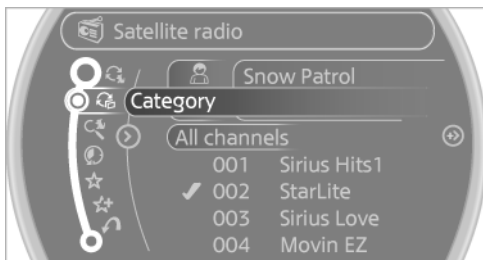 Satellite radio
Snow Patrol
Category
All channels
001 Sirius Hits1
002 StarLite
003 Sirius Love
004 Movin EZ